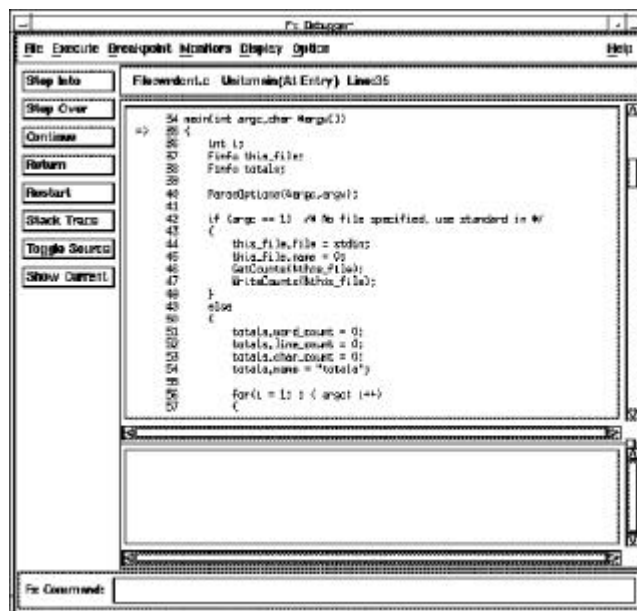 Fx Debugger
File Execute Breakpoint Monitors Display Option Help
Step Into
Step Over
Continue
Return
Restart
Stack Trace
Toggle Source
Show Current
File:wrdcnt.c Unit:main(At Entry) Line:35
34 main(int argc,char *argv[])
=> 35 {
36 int i;
37 Finfo this_file;
38 Finfo totals;
39
40 ParseOptions(&argc,argv);
41
42 if (argc == 1) /* No file specified, use standard in */
43 {
44 this_file.file = stdin;
45 this_file.name = 0;
46 GetCounts(&this_file);
47 WriteCounts(&this_file);
48 }
49 else
50 {
51 totals.word_count = 0;
52 totals.line_count = 0;
53 totals.char_count = 0;
54 totals.name = "totals";
55
56 for(i = 1; i < argc; i++)
57 {
Fx Command: